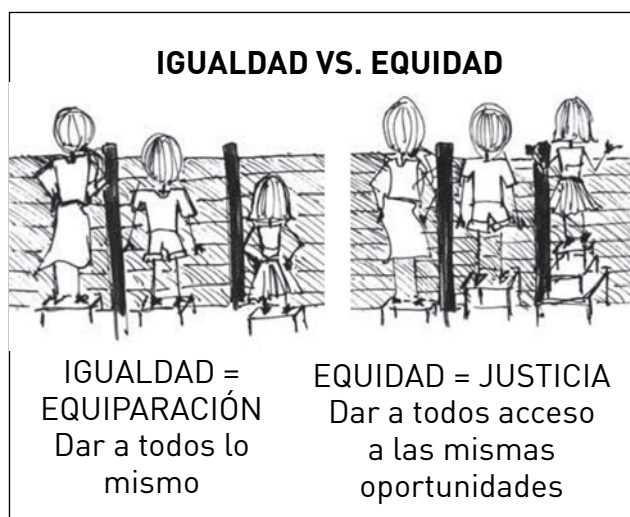 IGUALDAD VS. EQUIDAD
IGUALDAD =
EQUIPARACIÓN
Dar a todos lo
mismo
EQUIDAD = JUSTICIA
Dar a todos acceso
a las mismas
oportunidades